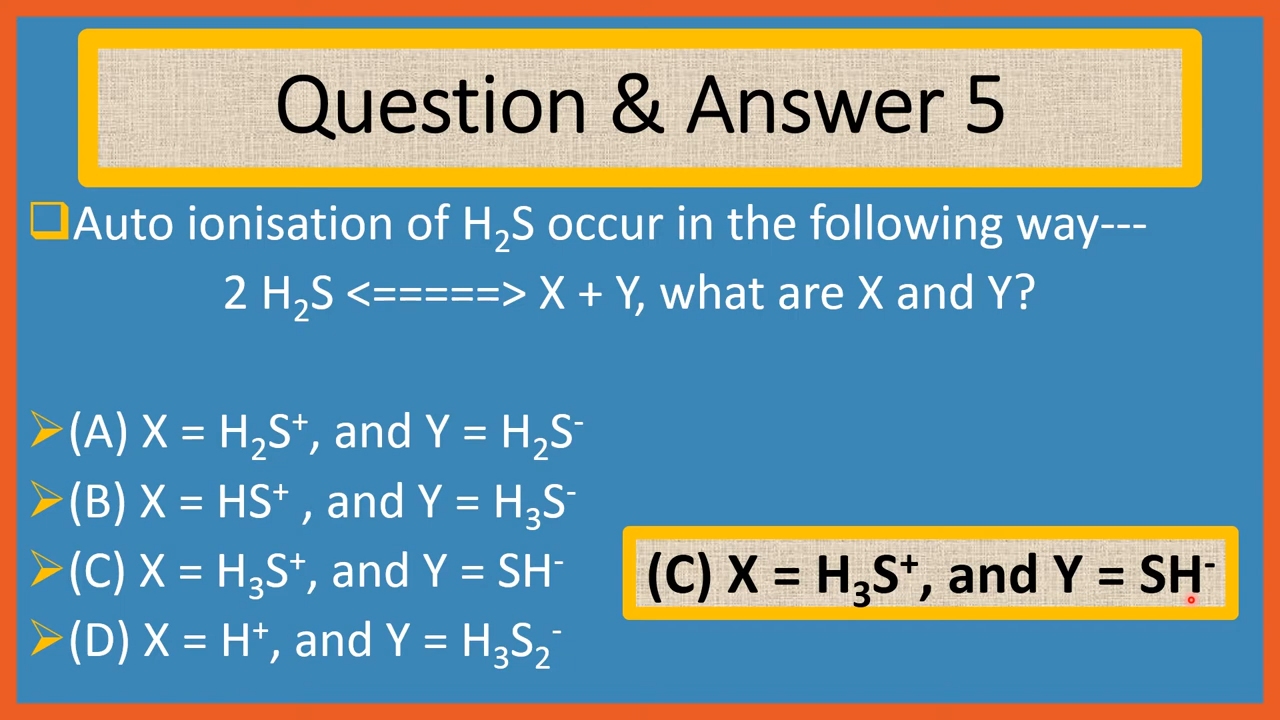 Question & Answer 5
Auto ionisation of H₂S occur in the following way---
2 H₂S <=====> X + Y, what are X and Y?
(A) X = H₂S⁺, and Y = H₂S⁻
(B) X = HS⁺ , and Y = H₃S⁻
(C) X = H₃S⁺, and Y = SH⁻
(D) X = H⁺, and Y = H₃S₂⁻
(C) X = H₃S⁺, and Y = SH⁻